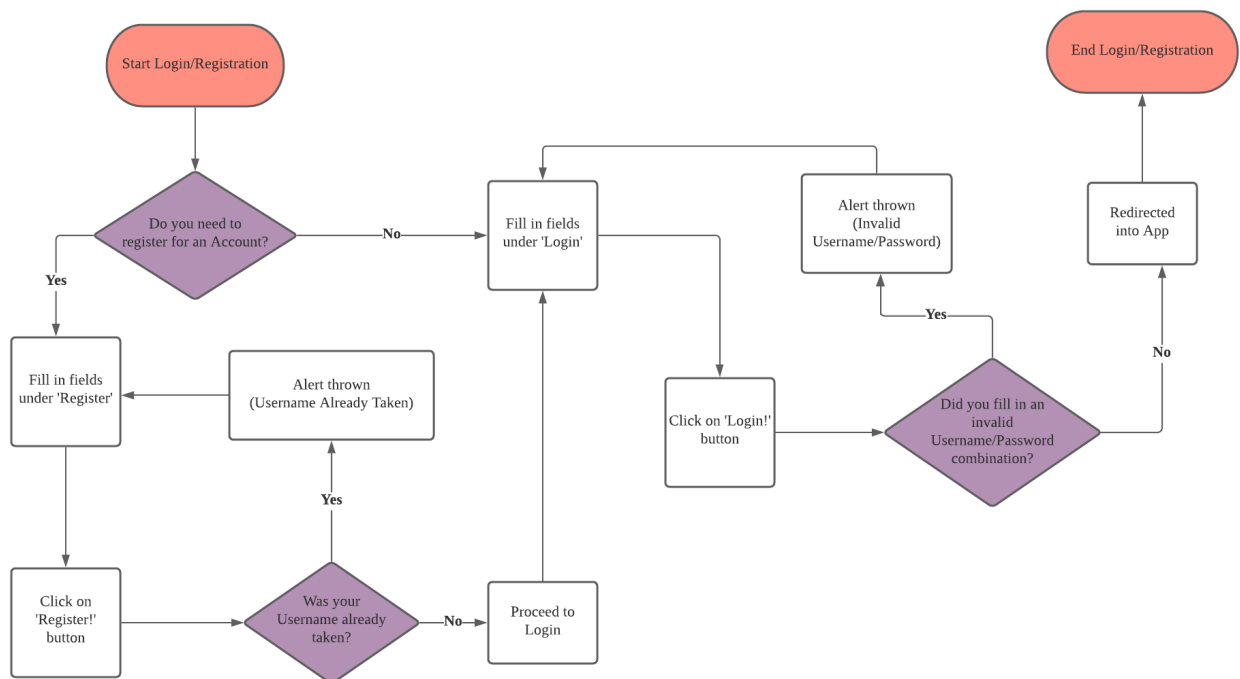 Start Login/Registration
End Login/Registration
Do you need to
register for an Account?
No
Yes
Fill in fields
under 'Login'
Alert thrown
(Invalid
Username/Password)
Redirected
into App
Yes
No
Fill in fields
under 'Register'
Alert thrown
(Username Already Taken)
Click on 'Login!'
button
Did you fill in an
invalid
Username/Password
combination?
Yes
Click on
'Register!'
button
Was your
Username already
taken?
No
Proceed to
Login